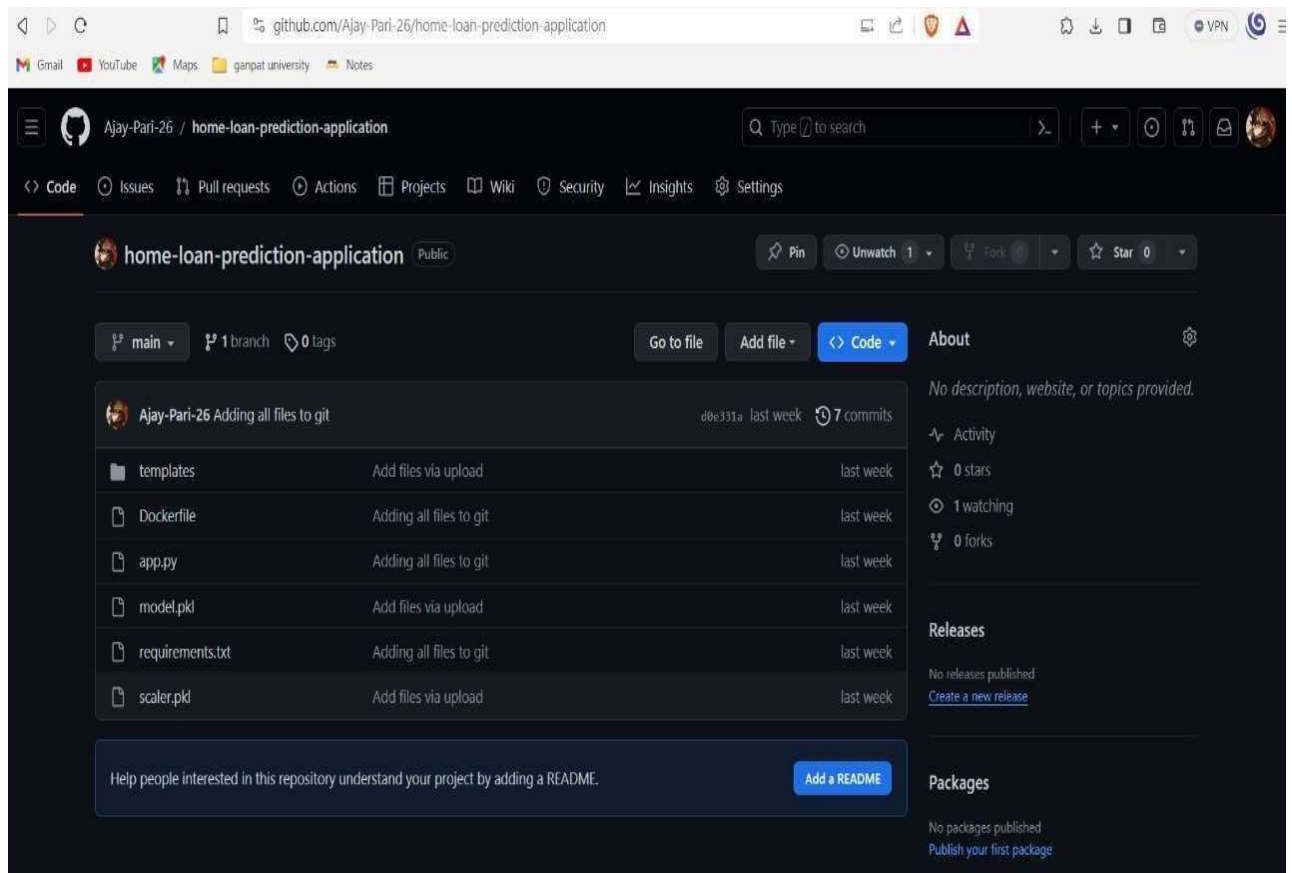 github.com/Ajay-Pari-26/home-loan-prediction-application
VPN
Gmail YouTube Maps ganpat university Notes
Ajay-Pari-26 / home-loan-prediction-application
Type / to search
Code Issues Pull requests Actions Projects Wiki Security Insights Settings
home-loan-prediction-application Public
Pin Unwatch 1 Fork 0 Star 0
main 1 branch 0 tags Go to file Add file Code
Ajay-Pari-26 Adding all files to git d0e331a last week 7 commits
templates Add files via upload last week
Dockerfile Adding all files to git last week
app.py Adding all files to git last week
model.pkl Add files via upload last week
requirements.txt Adding all files to git last week
scaler.pkl Add files via upload last week
Help people interested in this repository understand your project by adding a README. Add a README
About
No description, website, or topics provided.
Activity
0 stars
1 watching
0 forks
Releases
No releases published
Create a new release
Packages
No packages published
Publish your first package